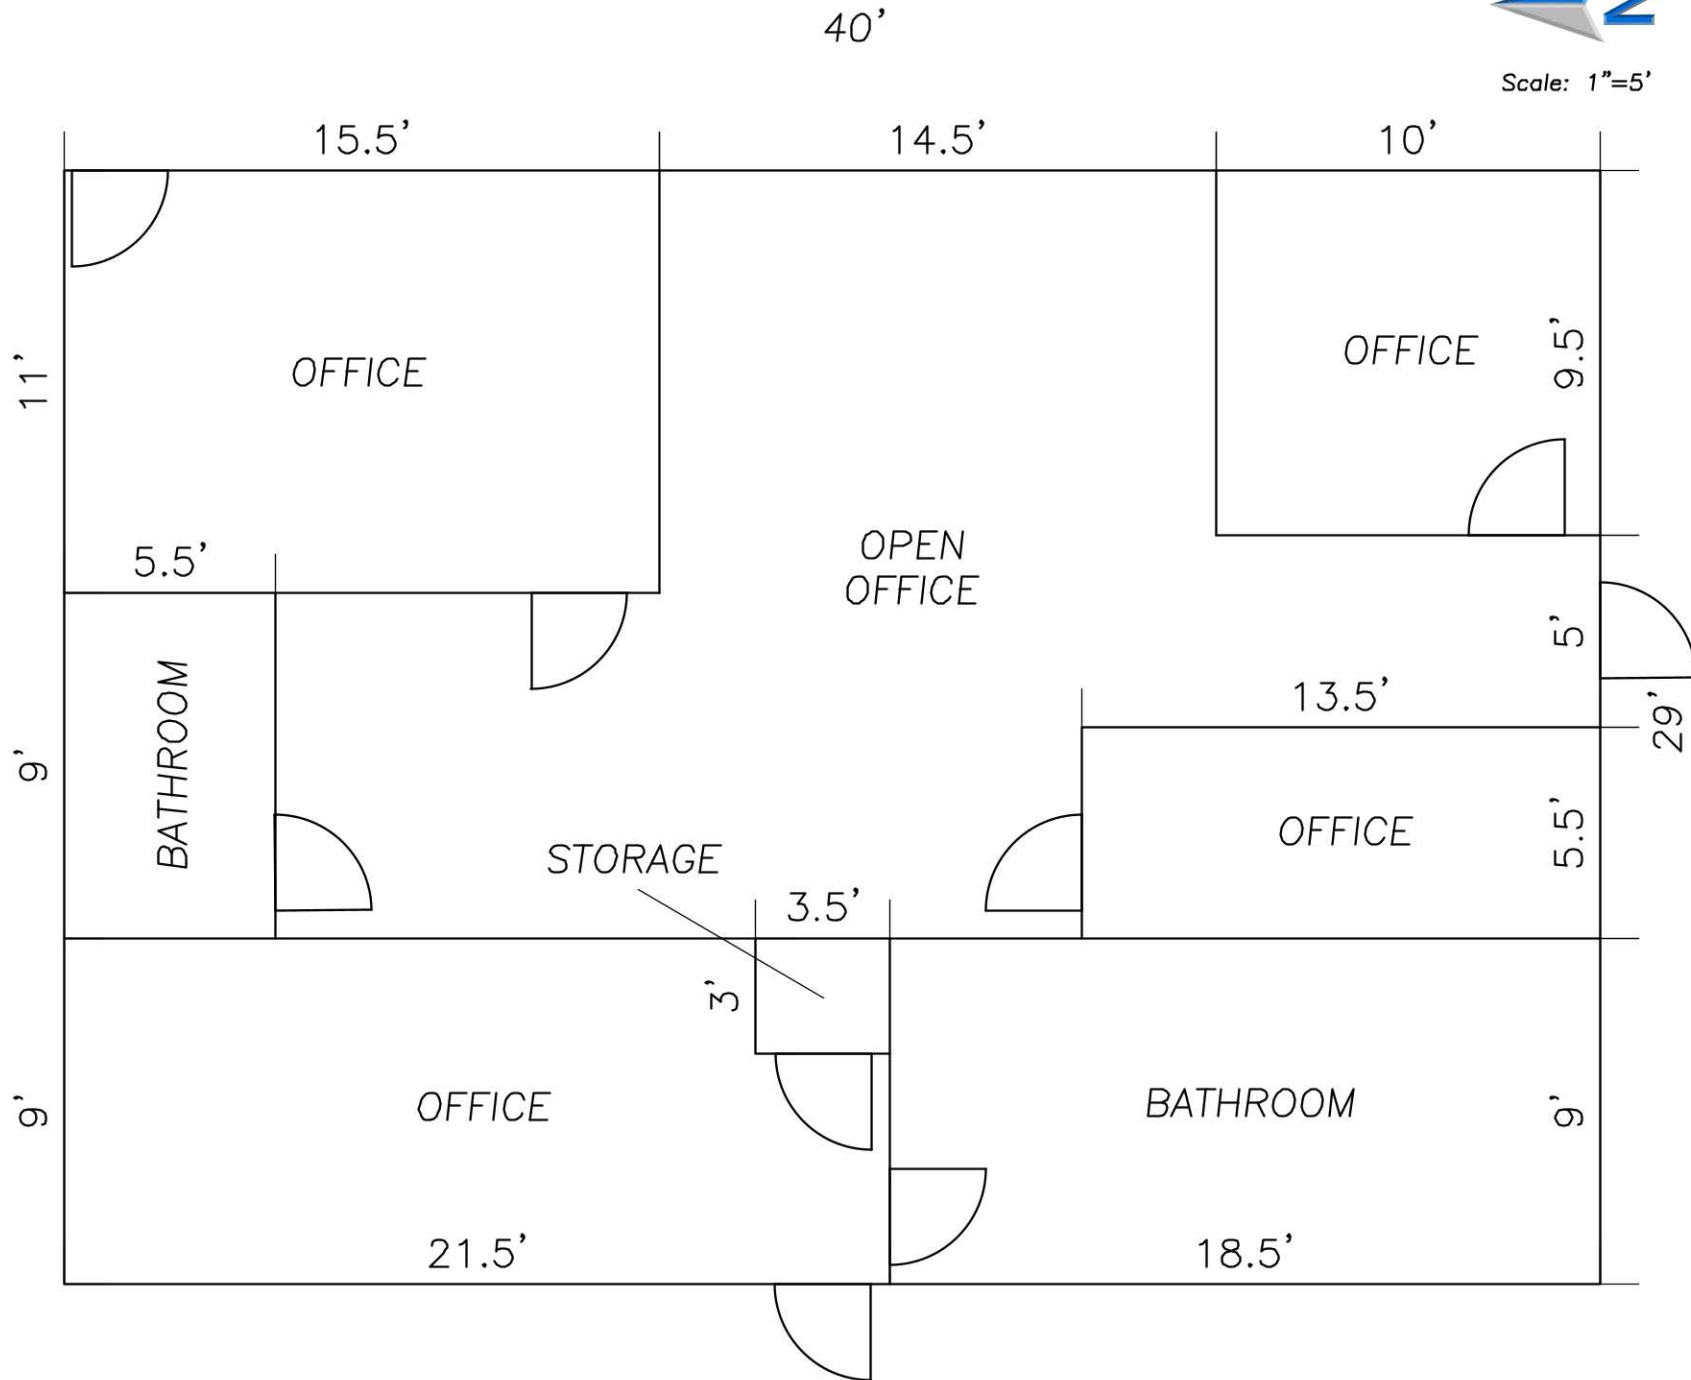 40'
N
Scale: 1"=5'
15.5'
14.5'
10'
11'
OFFICE
OFFICE
9.5'
5.5'
OPEN
OFFICE
BATHROOM
9'
5'
29'
13.5'
STORAGE
3.5'
OFFICE
5.5'
3'
9'
OFFICE
BATHROOM
9'
21.5'
18.5'